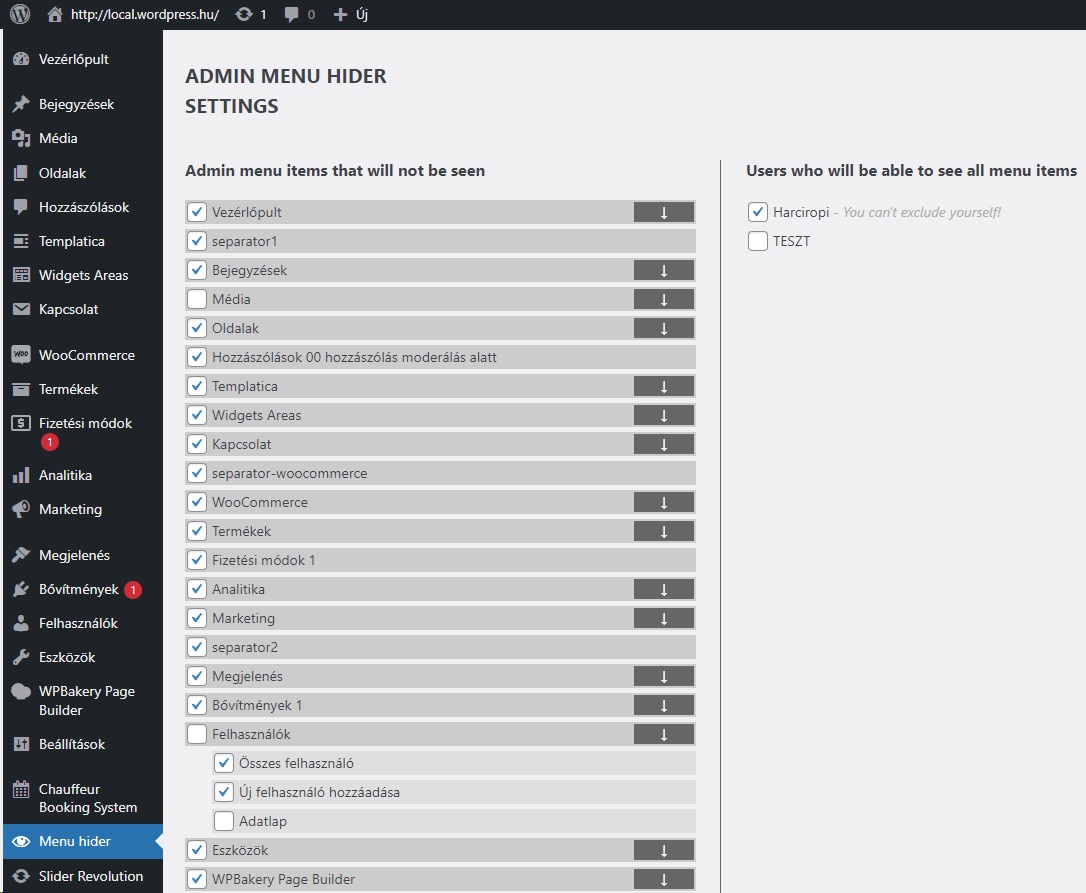 http://local.wordpress.hu/ 1 0 + Új
Vezérlőpult
Bejegyzések
Média
Oldalak
Hozzászólások
Templatica
Widgets Areas
Kapcsolat
WOO WooCommerce
Termékek
Fizetési módok
1
Analitika
Marketing
Megjelenés
Bővítmények 1
Felhasználók
Eszközök
WPBakery Page
Builder
Beállítások
Chauffeur
Booking System
Menu hider
Slider Revolution
ADMIN MENU HIDER
SETTINGS
Admin menu items that will not be seen
Vezérlőpult ↓
separator1
Bejegyzések ↓
Média ↓
Oldalak ↓
Hozzászólások 00 hozzászólás moderálás alatt
Templatica ↓
Widgets Areas ↓
Kapcsolat ↓
separator-woocommerce
WooCommerce ↓
Termékek ↓
Fizetési módok 1
Analitika ↓
Marketing ↓
separator2
Megjelenés ↓
Bővítmények 1 ↓
Felhasználók ↓
Összes felhasználó
Új felhasználó hozzáadása
Adatlap
Eszközök ↓
WPBakery Page Builder ↓
Users who will be able to see all menu items
Harciropi - You can't exclude yourself!
TESZT